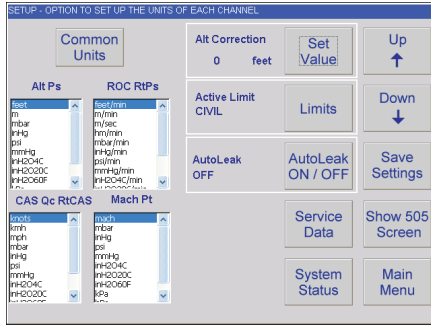 SETUP - OPTION TO SET UP THE UNITS OF EACH CHANNEL
Common
Units
Alt Ps
feet
m
mbar
inHg
psi
mmHg
inH2O4C
inH2O20C
inH2O60F
ROC RtPs
feet/min
m/min
m/sec
hm/min
mbar/min
inHg/min
psi/min
mmHg/min
inH2O4C/min
CAS Qc RtCAS
knots
kmh
mph
mbar
inHg
psi
mmHg
inH2O4C
inH2O20C
Mach Pt
mach
mbar
inHg
psi
mmHg
inH2O4C
inH2O20C
inH2O60F
kPa
Alt Correction
0 feet
Set
Value
Active Limit
CIVIL
Limits
AutoLeak
OFF
AutoLeak
ON / OFF
Service
Data
System
Status
Up
Down
Save
Settings
Show 505
Screen
Main
Menu